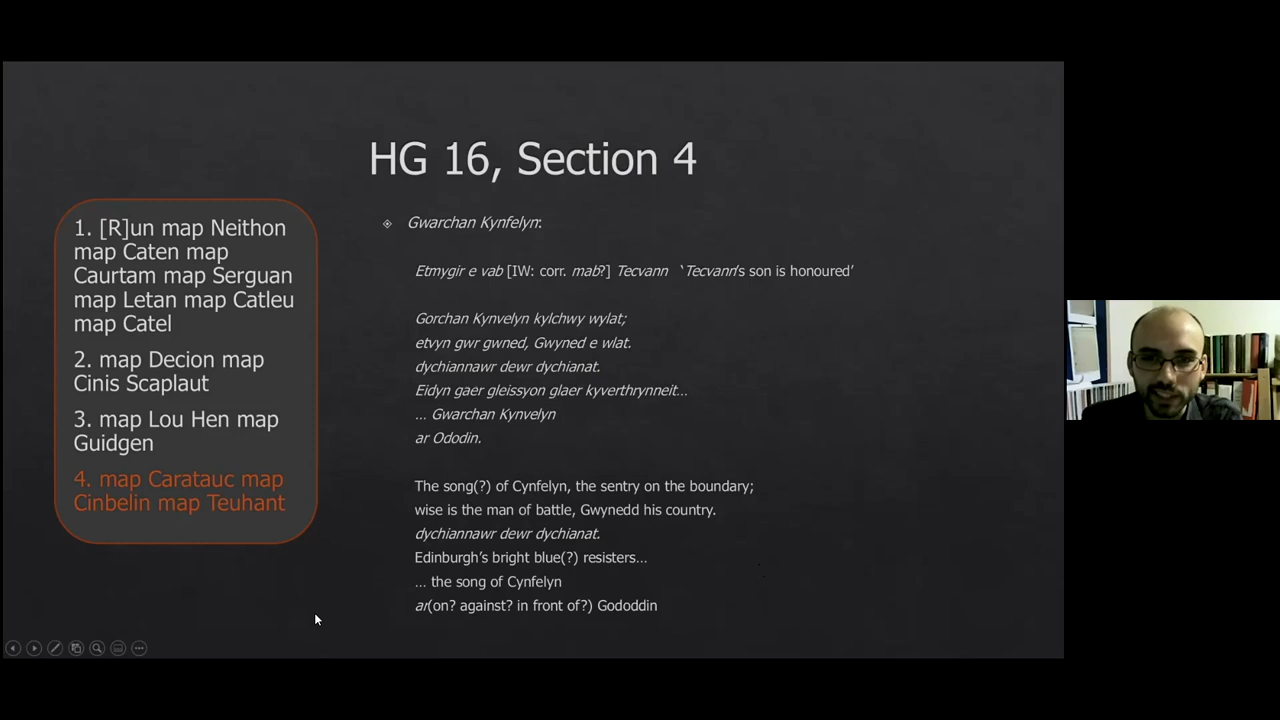 HG 16, Section 4
1. [R]un map Neithon
map Caten map
Caurtam map Serguan
map Letan map Catleu
map Catel
2. map Decion map
Cinis Scaplaut
3. map Lou Hen map
Guidgen
4. map Caratauc map
Cinbelin map Teuhant
Gwarchan Kynfelyn:
Etmygir e vab [IW: corr. mab?] Tecvann ‵Tecvann's son is honoured’
Gorchan Kynvelyn kylchwy wylat;
etvyn gwr gwned, Gwyned e wlat.
dychiannawr dewr dychianat.
Eidyn gaer gleissyon glaer kyverthrynneit…
… Gwarchan Kynvelyn
ar Ododin.
The song(?) of Cynfelyn, the sentry on the boundary;
wise is the man of battle, Gwynedd his country.
dychiannawr dewr dychianat.
Edinburgh’s bright blue(?) resisters…
… the song of Cynfelyn
ar(on? against? in front of?) Gododdin